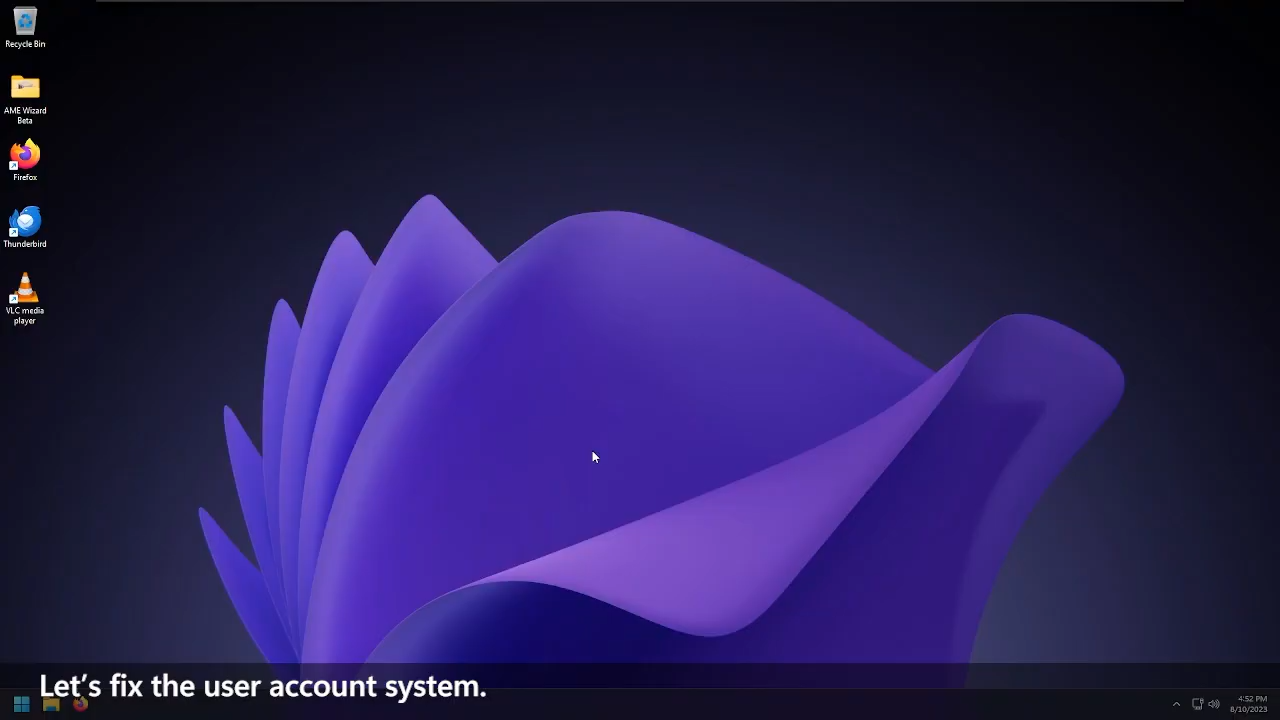 Recycle Bin
AME Wizard
Beta
Firefox
Thunderbird
VLC media
player
Let’s fix the user account system.
4:52 PM
8/10/2023